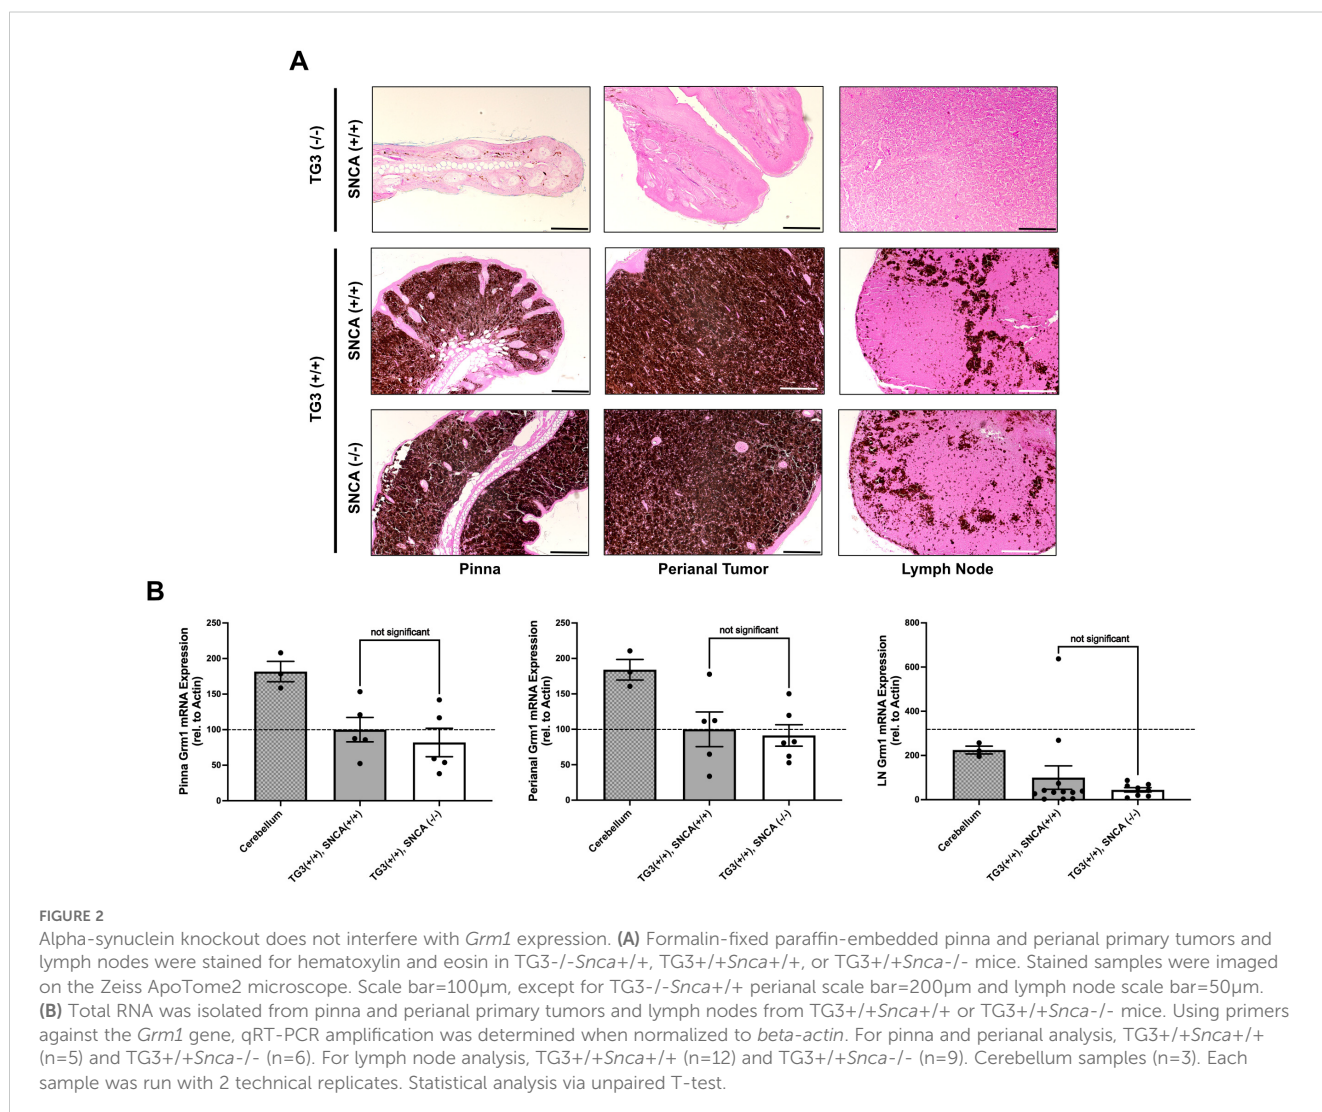 A
TG3 (-/-)
SNCA (+/+)
TG3 (+/+)
SNCA (+/+)
SNCA (-/-)
Pinna
Perianal Tumor
Lymph Node
B
Pinna Grm1 mRNA Expression
(rel. to Actin)
250
200
150
100
50
0
not significant
Cerebellum
TG3(+/+), SNCA(+/+)
TG3(+/+), SNCA (-/-)
Perianal Grm1 mRNA Expression
(rel. to Actin)
250
200
150
100
50
0
not significant
Cerebellum
TG3(+/+), SNCA(+/+)
TG3(+/+), SNCA (-/-)
LN Grm1 mRNA Expression
(rel. to Actin)
800
600
400
200
0
not significant
Cerebellum
TG3(+/+), SNCA(+/+)
TG3(+/+), SNCA (-/-)
FIGURE 2
Alpha-synuclein knockout does not interfere with Grm1 expression. (A) Formalin-fixed paraffin-embedded pinna and perianal primary tumors and
lymph nodes were stained for hematoxylin and eosin in TG3-/-Snca+/+, TG3+/+Snca+/+, or TG3+/+Snca-/- mice. Stained samples were imaged
on the Zeiss ApoTome2 microscope. Scale bar=100µm, except for TG3-/-Snca+/+ perianal scale bar=200µm and lymph node scale bar=50µm.
(B) Total RNA was isolated from pinna and perianal primary tumors and lymph nodes from TG3+/+Snca+/+ or TG3+/+Snca-/- mice. Using primers
against the Grm1 gene, qRT-PCR amplification was determined when normalized to beta-actin. For pinna and perianal analysis, TG3+/+Snca+/+
(n=5) and TG3+/+Snca-/- (n=6). For lymph node analysis, TG3+/+Snca+/+ (n=12) and TG3+/+Snca-/- (n=9). Cerebellum samples (n=3). Each
sample was run with 2 technical replicates. Statistical analysis via unpaired T-test.